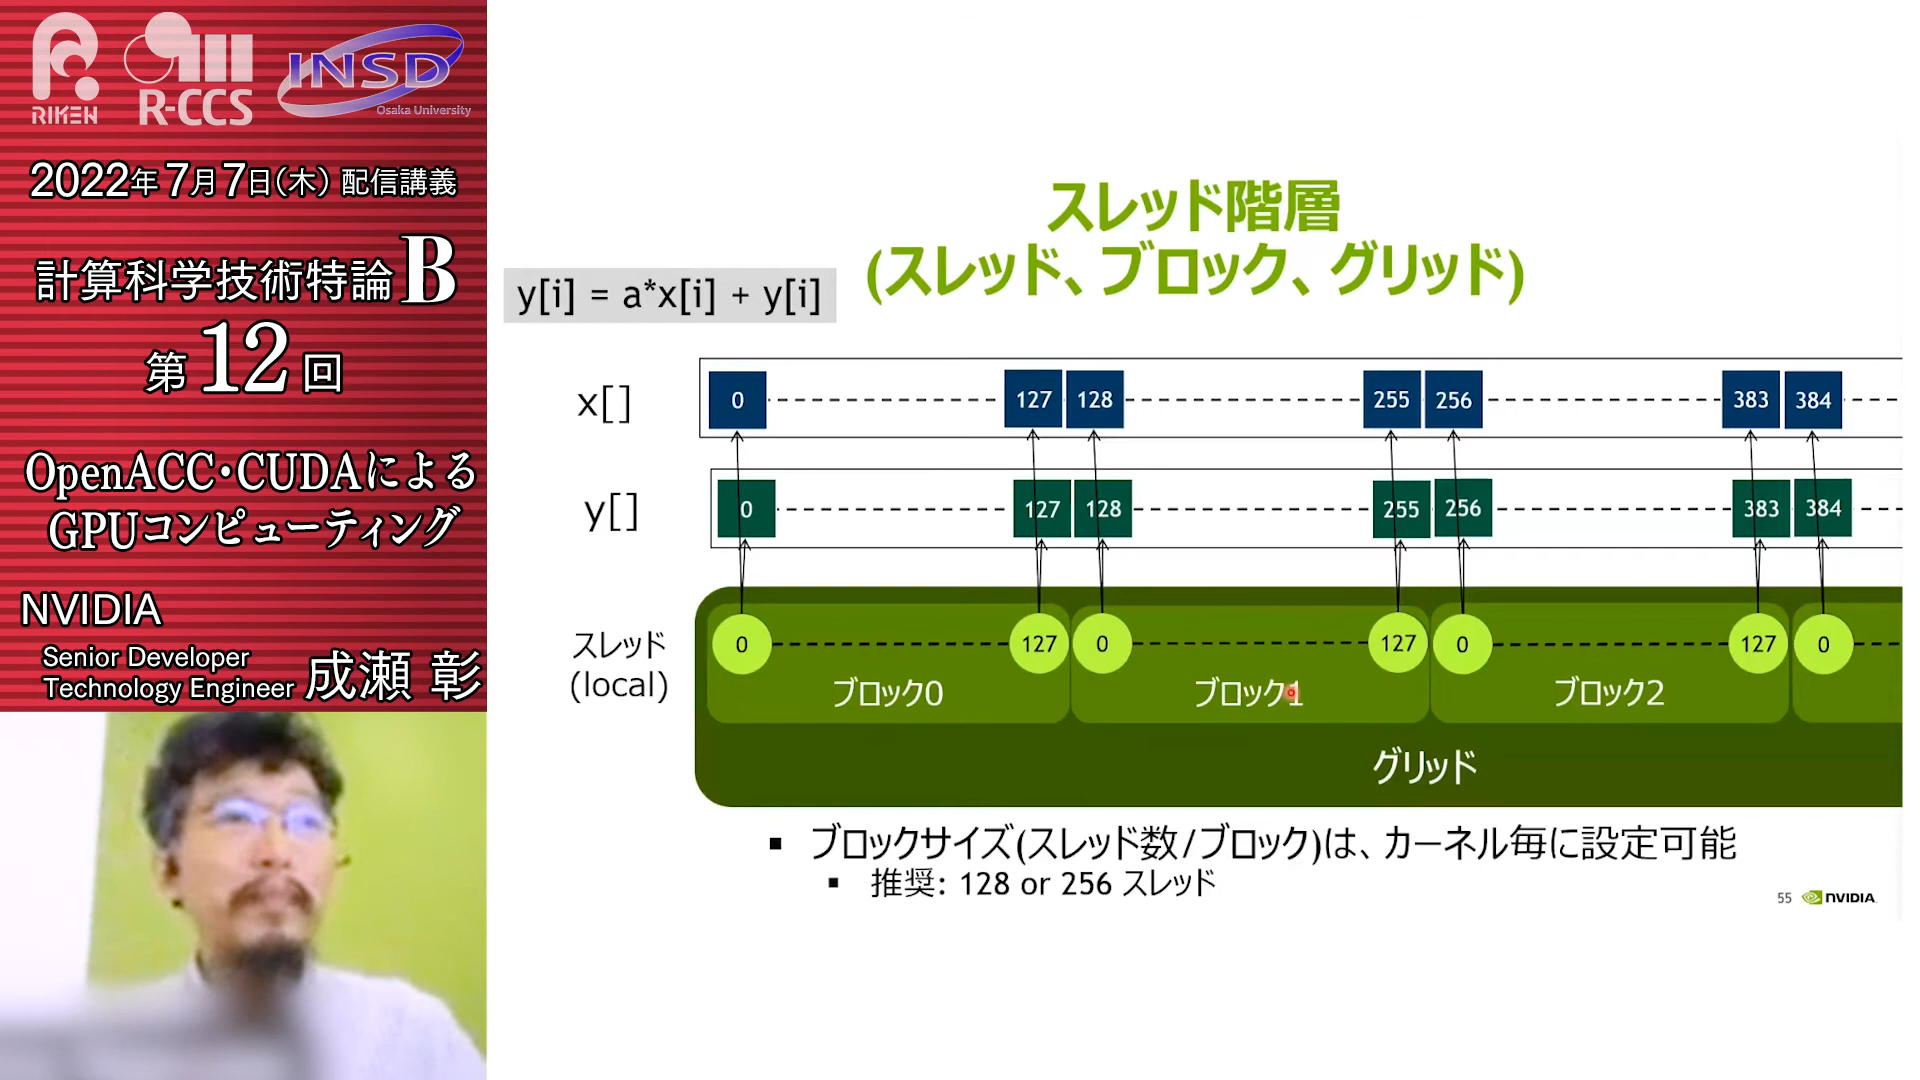 RIKEN
R-CCS
INSD
Osaka University
2022年7月7日(木) 配信講義
計算科学技術特論B
第12回
OpenACC・CUDAによる
GPUコンピューティング
NVIDIA
Senior Developer
Technology Engineer 成瀬 彰
スレッド階層
(スレッド、ブロック、グリッド)
y[i] = a*x[i] + y[i]
x[] 0 127 128 255 256 383 384
y[] 0 127 128 255 256 383 384
スレッド
(local)
0 127 0 127 0 127 0
ブロック0 ブロック1 ブロック2
グリッド
▪ ブロックサイズ(スレッド数/ブロック)は、カーネル毎に設定可能
▪ 推奨: 128 or 256 スレッド
55 NVIDIA.